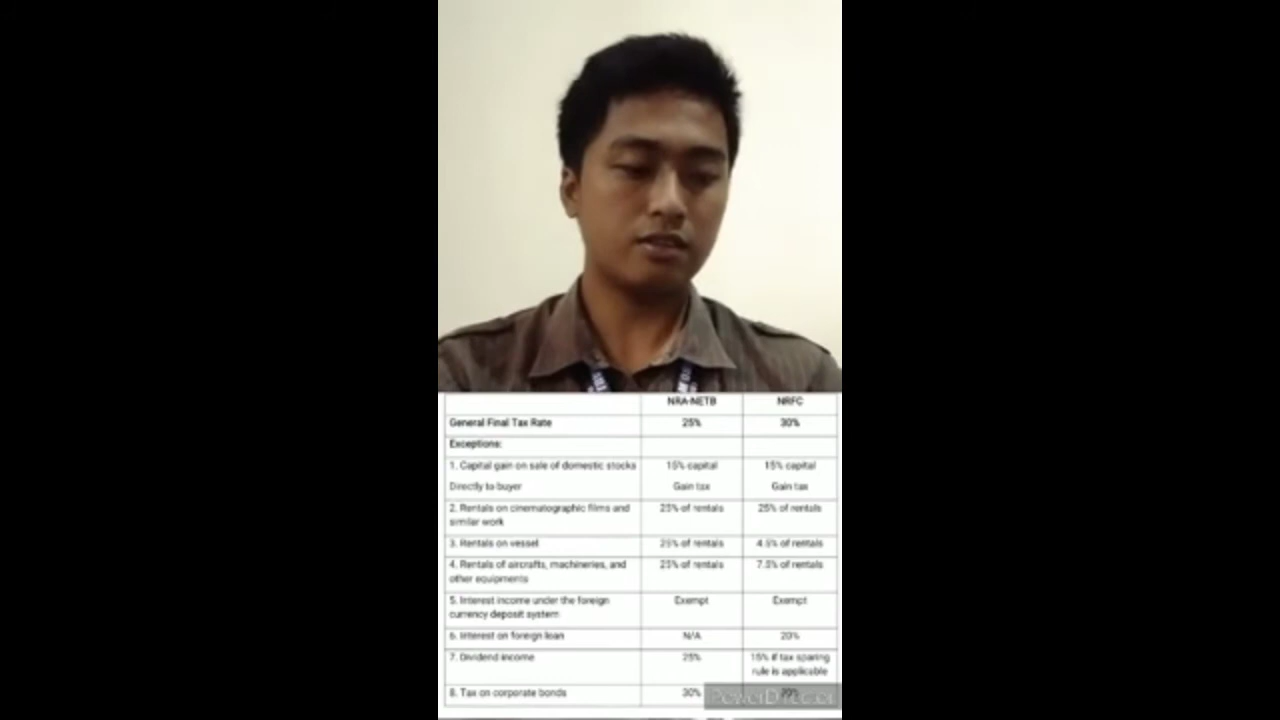 NRA-NETB NRFC
General Final Tax Rate 25% 30%
Exceptions:
1. Capital gain on sale of domestic stocks 15% capital 15% capital
Directly to buyer Gain tax Gain tax
2. Rentals on cinematographic films and 25% of rentals 25% of rentals
similar work
3. Rentals on vessel 25% of rentals 4.5% of rentals
4. Rentals of aircrafts, machineries, and 25% of rentals 7.5% of rentals
other equipments
5. Interest income under the foreign Exempt Exempt
currency deposit system
6. Interest on foreign loan N/A 20%
7. Dividend income 25% 15% if tax sparing
rule is applicable
8. Tax on corporate bonds 30%
PowerDirector